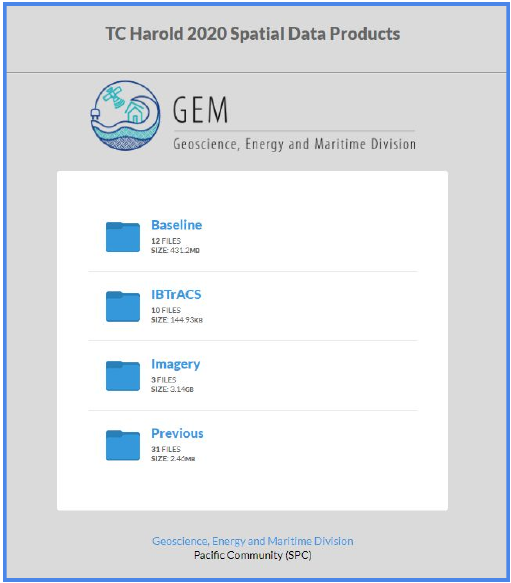 TC Harold 2020 Spatial Data Products
GEM
Geoscience, Energy and Maritime Division
Baseline
12 FILES
SIZE: 431.2MB
IBTrACS
10 FILES
SIZE: 144.93KB
Imagery
3 FILES
SIZE: 3.14GB
Previous
31 FILES
SIZE: 2.46MB
Geoscience, Energy and Maritime Division
Pacific Community (SPC)